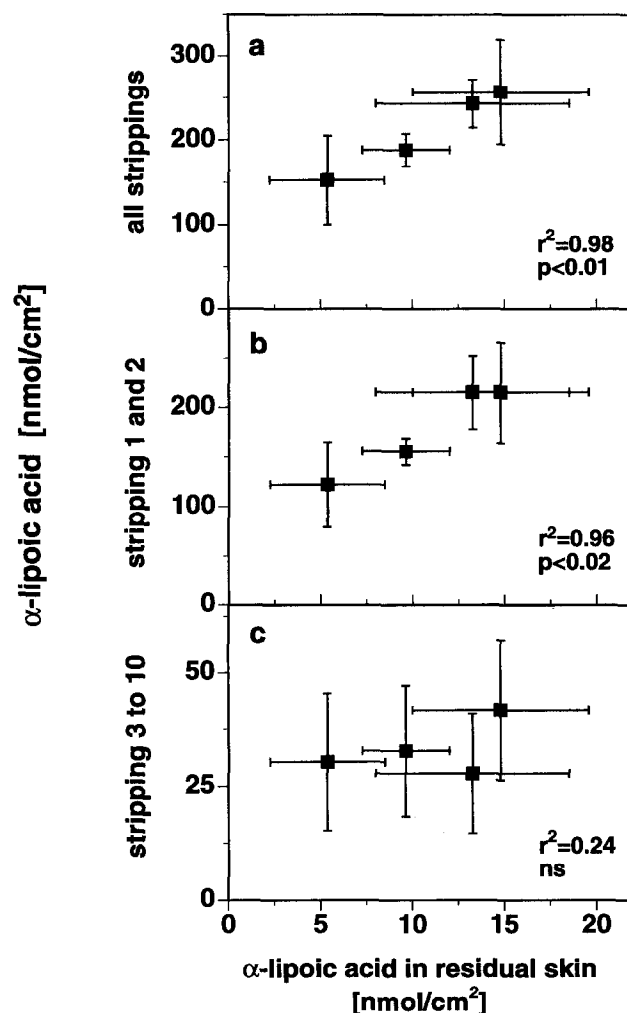 α-lipoic acid [nmol/cm²]
all strippings
300
200
100
0
a
r²=0.98
p<0.01
stripping 1 and 2
200
100
0
b
r²=0.96
p<0.02
stripping 3 to 10
50
25
0
c
r²=0.24
ns
0 5 10 15 20
α-lipoic acid in residual skin
[nmol/cm²]